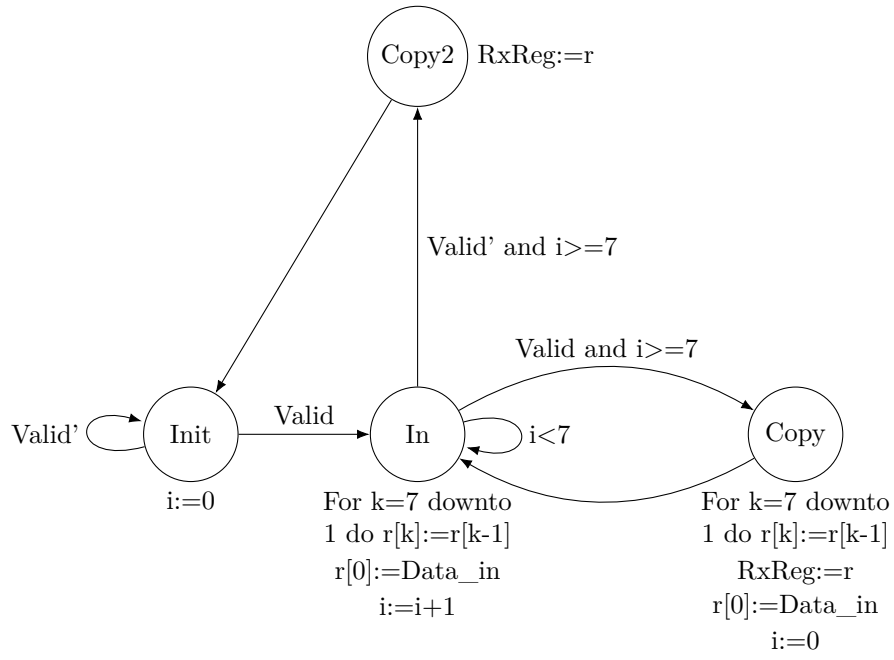 Copy2
RxReg:=r
Valid' and i>=7
Valid and i>=7
Valid'
Init
Valid
In
i<7
Copy
i:=0
For k=7 downto
1 do r[k]:=r[k-1]
r[0]:=Data_in
i:=i+1
For k=7 downto
1 do r[k]:=r[k-1]
RxReg:=r
r[0]:=Data_in
i:=0